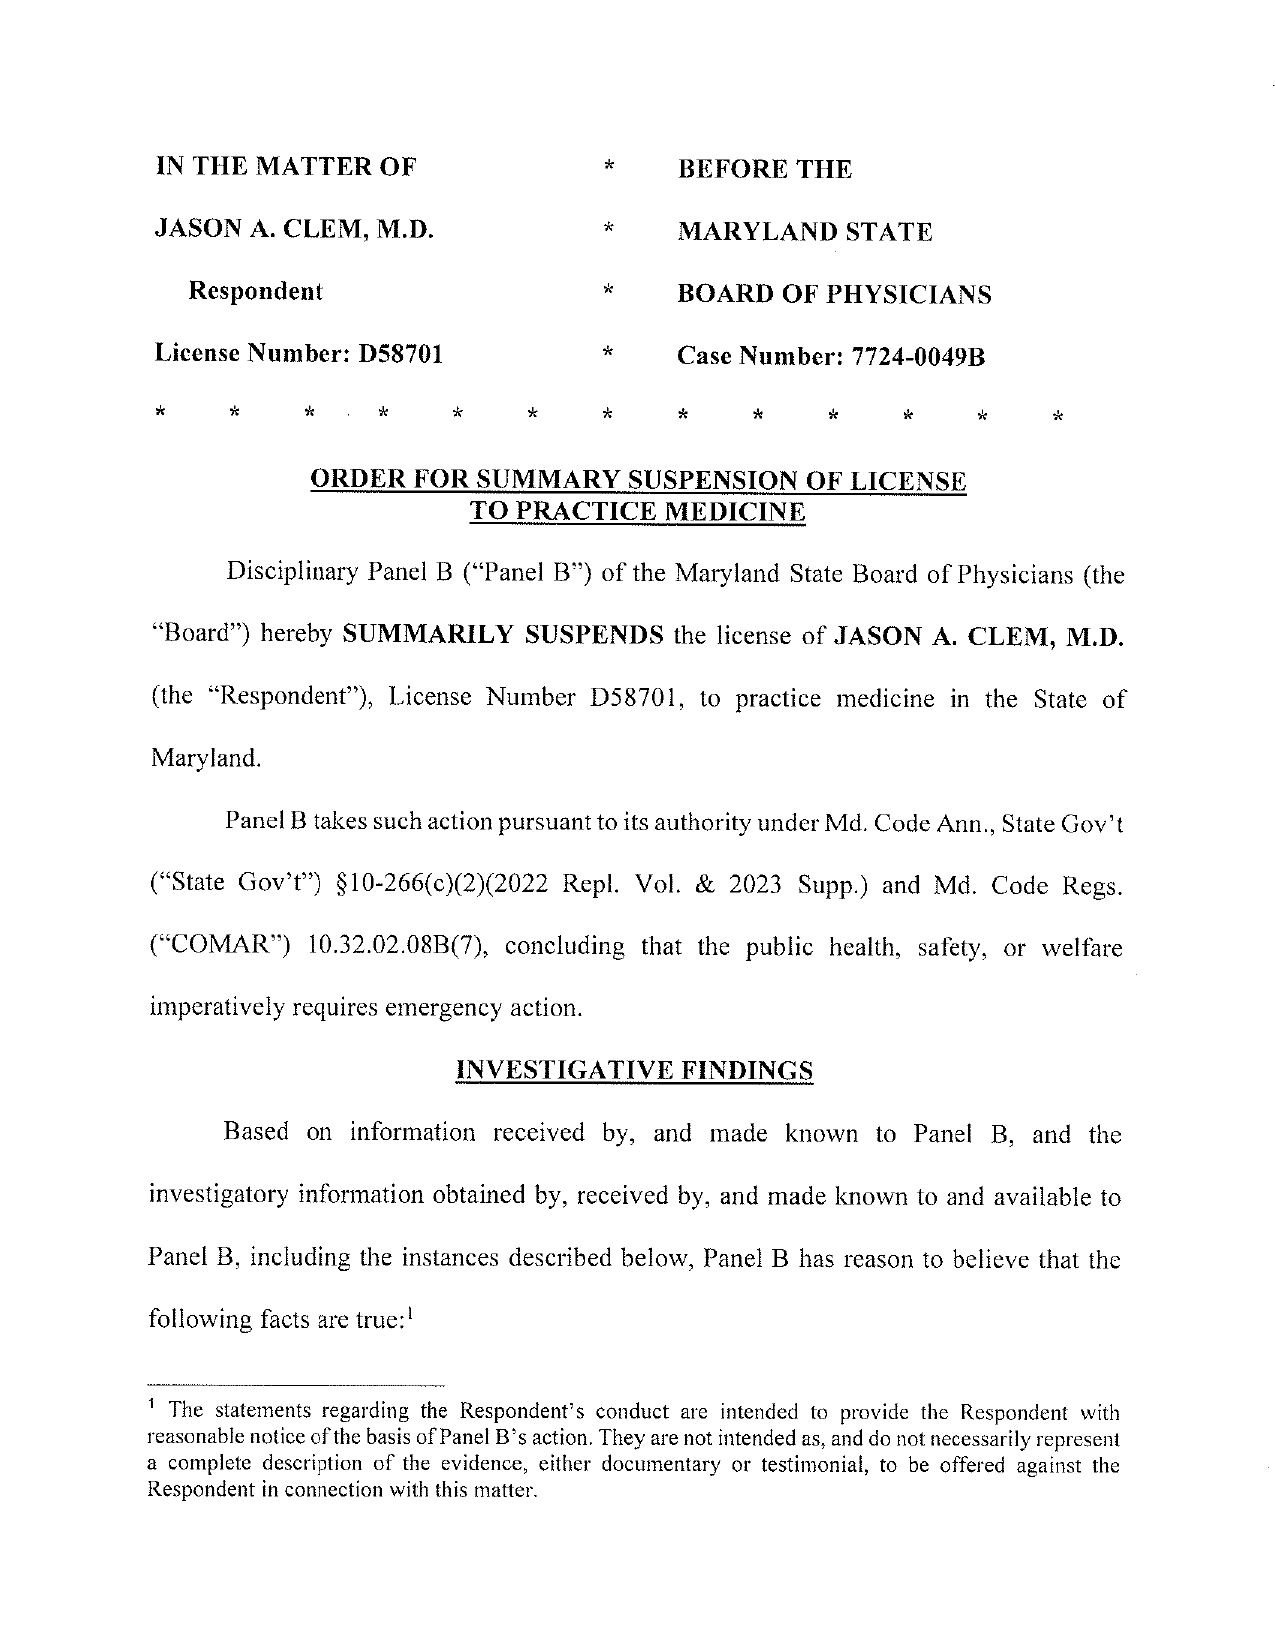 IN THE MATTER OF * BEFORE THE
JASON A. CLEM, M.D. * MARYLAND STATE
Respondent * BOARD OF PHYSICIANS
License Number: D58701 * Case Number: 7724-0049B
* * * * * * * * * * * * *
ORDER FOR SUMMARY SUSPENSION OF LICENSE
TO PRACTICE MEDICINE
Disciplinary Panel B (“Panel B”) of the Maryland State Board of Physicians (the
“Board”) hereby SUMMARILY SUSPENDS the license of JASON A. CLEM, M.D.
(the “Respondent”), License Number D58701, to practice medicine in the State of
Maryland.
Panel B takes such action pursuant to its authority under Md. Code Ann., State Gov’t
(“State Gov’t”) §10-266(c)(2)(2022 Repl. Vol. & 2023 Supp.) and Md. Code Regs.
(“COMAR”) 10.32.02.08B(7), concluding that the public health, safety, or welfare
imperatively requires emergency action.
INVESTIGATIVE FINDINGS
Based on information received by, and made known to Panel B, and the
investigatory information obtained by, received by, and made known to and available to
Panel B, including the instances described below, Panel B has reason to believe that the
following facts are true:¹
¹ The statements regarding the Respondent’s conduct are intended to provide the Respondent with
reasonable notice of the basis of Panel B’s action. They are not intended as, and do not necessarily represent
a complete description of the evidence, either documentary or testimonial, to be offered against the
Respondent in connection with this matter.